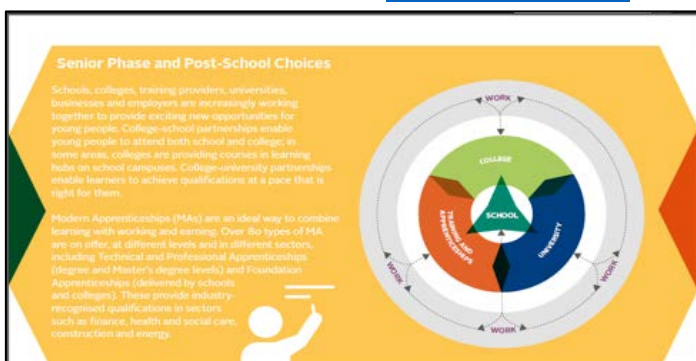 Senior Phase and Post-School Choices
Schools, colleges, training providers, universities,
businesses and employers are increasingly working
together to provide exciting new opportunities for
young people. College-school partnerships enable
young people to attend both school and college; in
some areas, colleges are providing courses in learning
hubs on school campuses. College-university partnerships
enable learners to achieve qualifications at a pace that is
right for them.
Modern Apprenticeships (MAs) are an ideal way to combine
learning with working and earning. Over 80 types of MA
are on offer, at different levels and in different sectors,
including Technical and Professional Apprenticeships
(degree and Master's degree levels) and Foundation
Apprenticeships (delivered by schools
and colleges). These provide industry-
recognised qualifications in sectors
such as finance, health and social care,
construction and energy.
WORK
COLLEGE
SCHOOL
TRAINING AND
APPRENTICESHIPS
UNIVERSITY
WORK
WORK
WORK